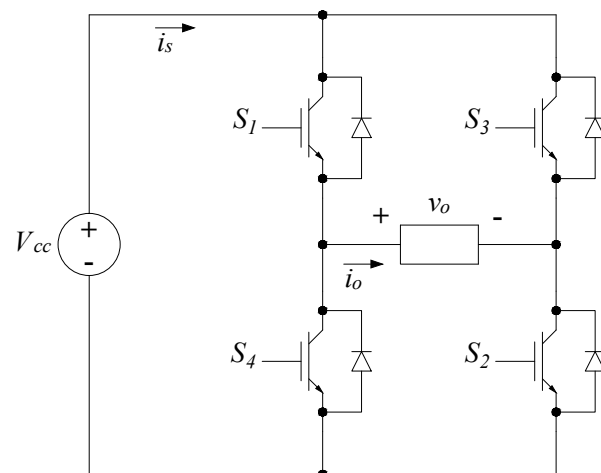 i_s
S_1
S_3
+ v_o -
V_cc + -
i_o
S_4
S_2